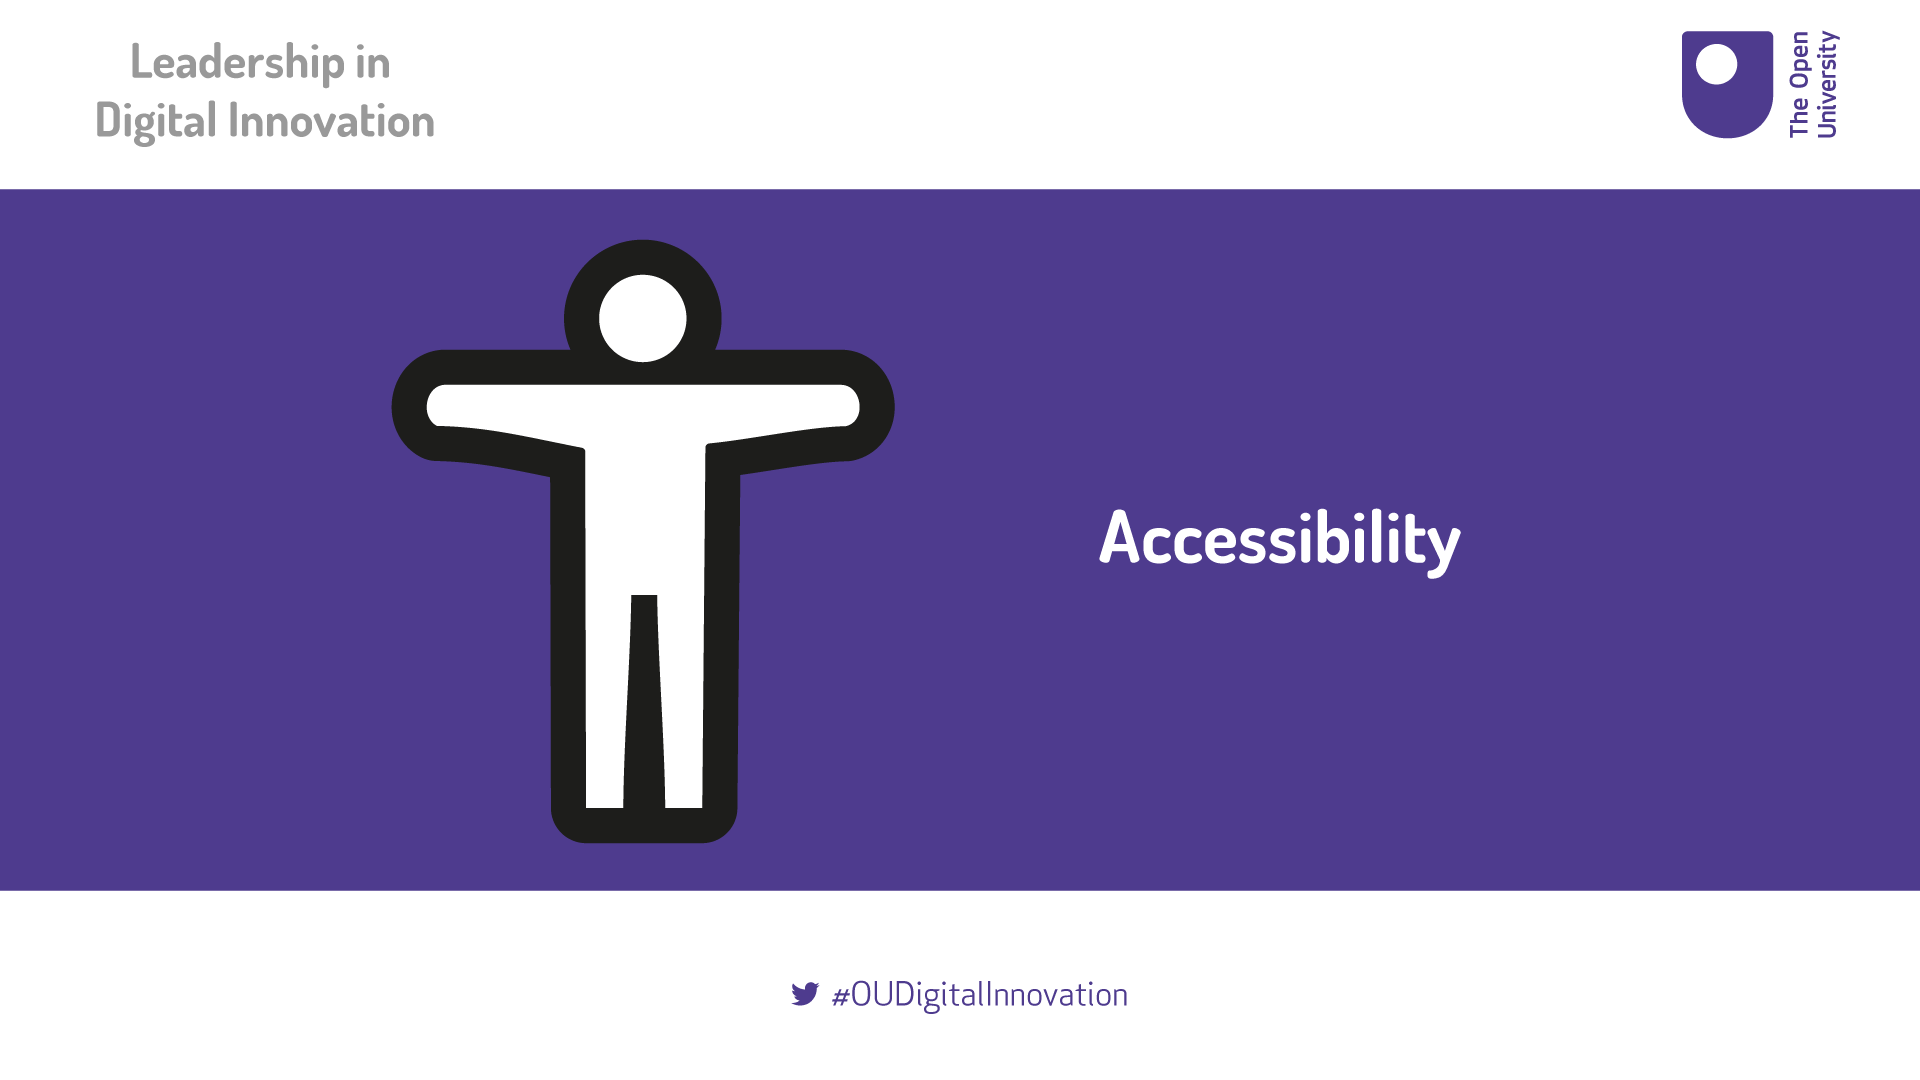 Leadership in
Digital Innovation
The Open
University
Accessibility
#OUDigitalInnovation